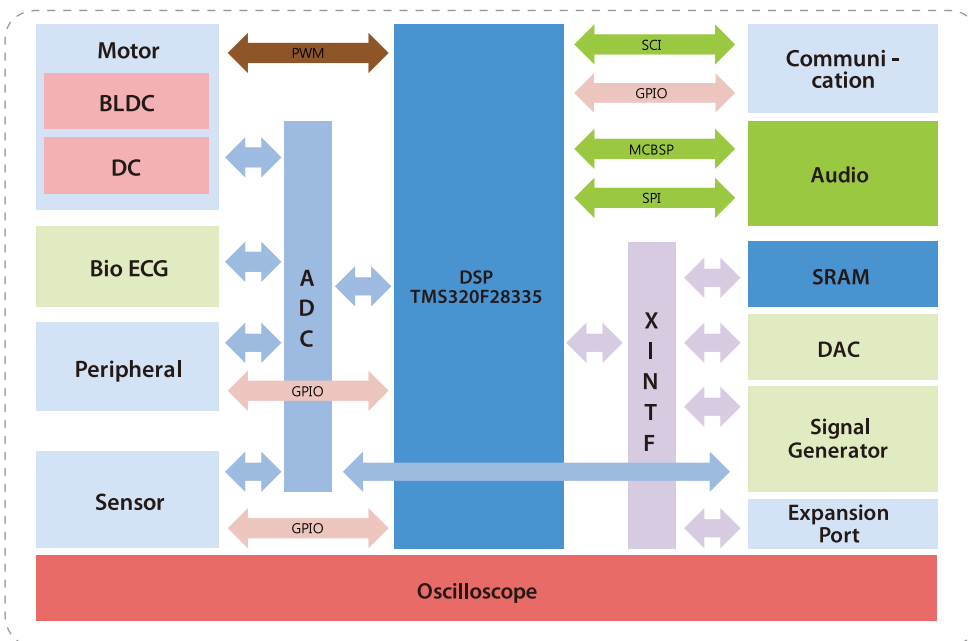 Motor
BLDC
DC
Bio ECG
Peripheral
Sensor
PWM
A
D
C
GPIO
GPIO
DSP
TMS320F28335
SCI
GPIO
MCBSP
SPI
X
I
N
T
F
Communi -
cation
Audio
SRAM
DAC
Signal
Generator
Expansion
Port
Oscilloscope